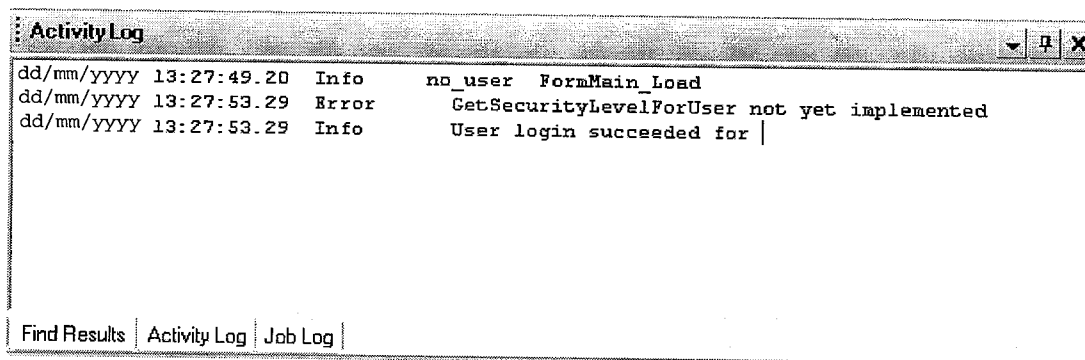 Activity Log
dd/mm/yyyy 13:27:49.20 Info no_user FormMain_Load
dd/mm/yyyy 13:27:53.29 Error GetSecurityLevelForUser not yet implemented
dd/mm/yyyy 13:27:53.29 Info User login succeeded for
Find Results Activity Log Job Log